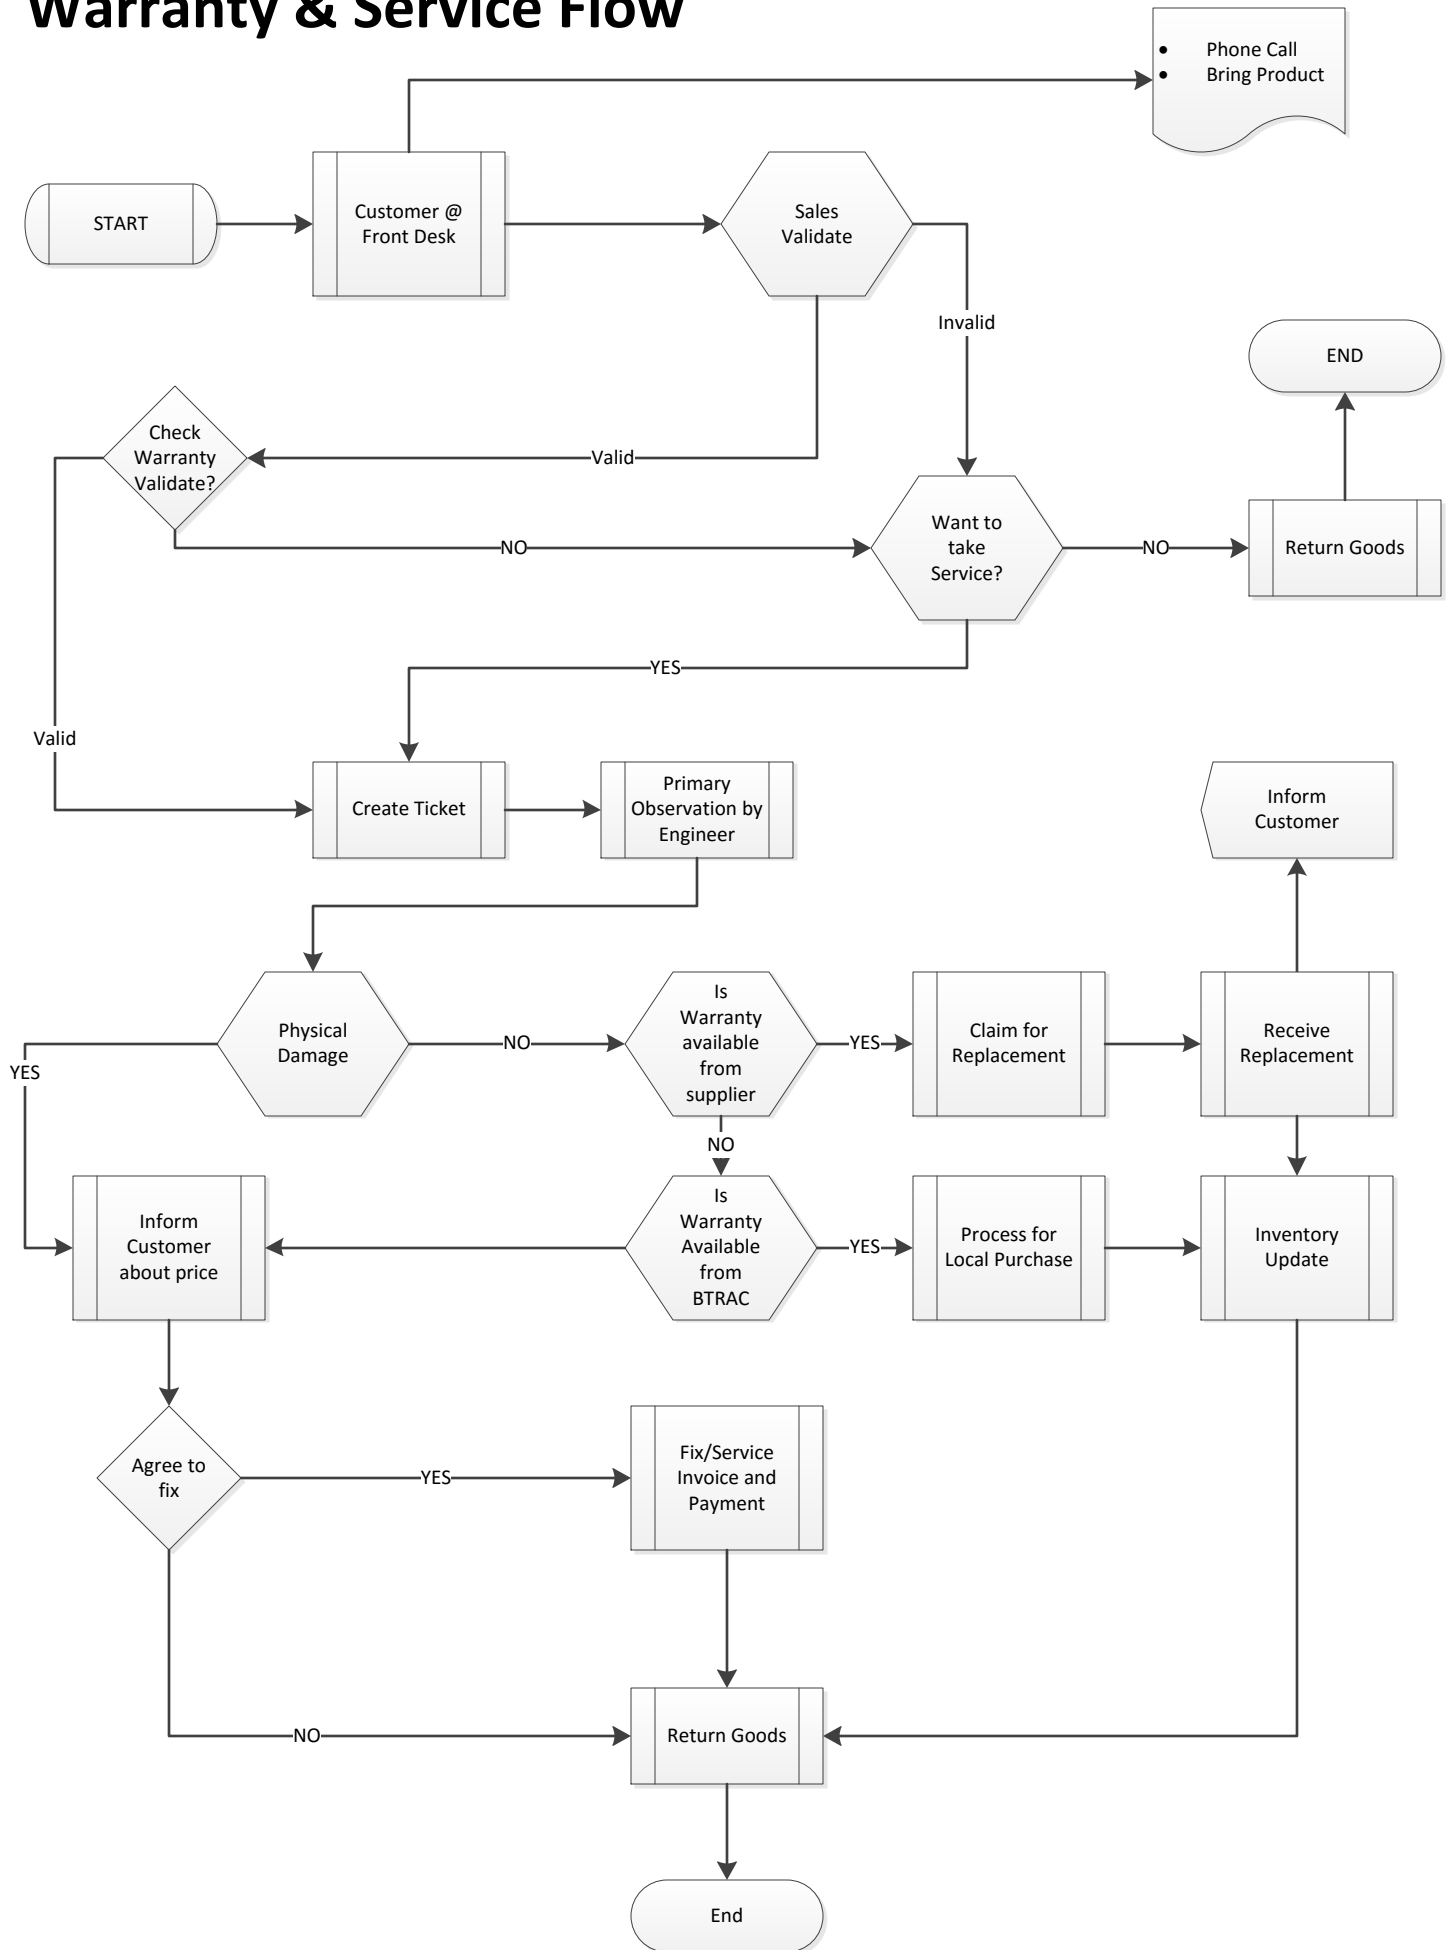 Warranty & Service Flow
• Phone Call
• Bring Product
START
Customer @
Front Desk
Sales
Validate
Invalid
END
Check
Warranty
Validate?
Valid
Want to
take
Service?
NO
NO
Return Goods
YES
Valid
Create Ticket
Primary
Observation by
Engineer
Inform
Customer
Physical
Damage
NO
Is
Warranty
available
from
supplier
YES
Claim for
Replacement
Receive
Replacement
YES
NO
Inform
Customer
about price
Is
Warranty
Available
from
BTRAC
YES
Process for
Local Purchase
Inventory
Update
Agree to
fix
YES
Fix/Service
Invoice and
Payment
NO
Return Goods
End